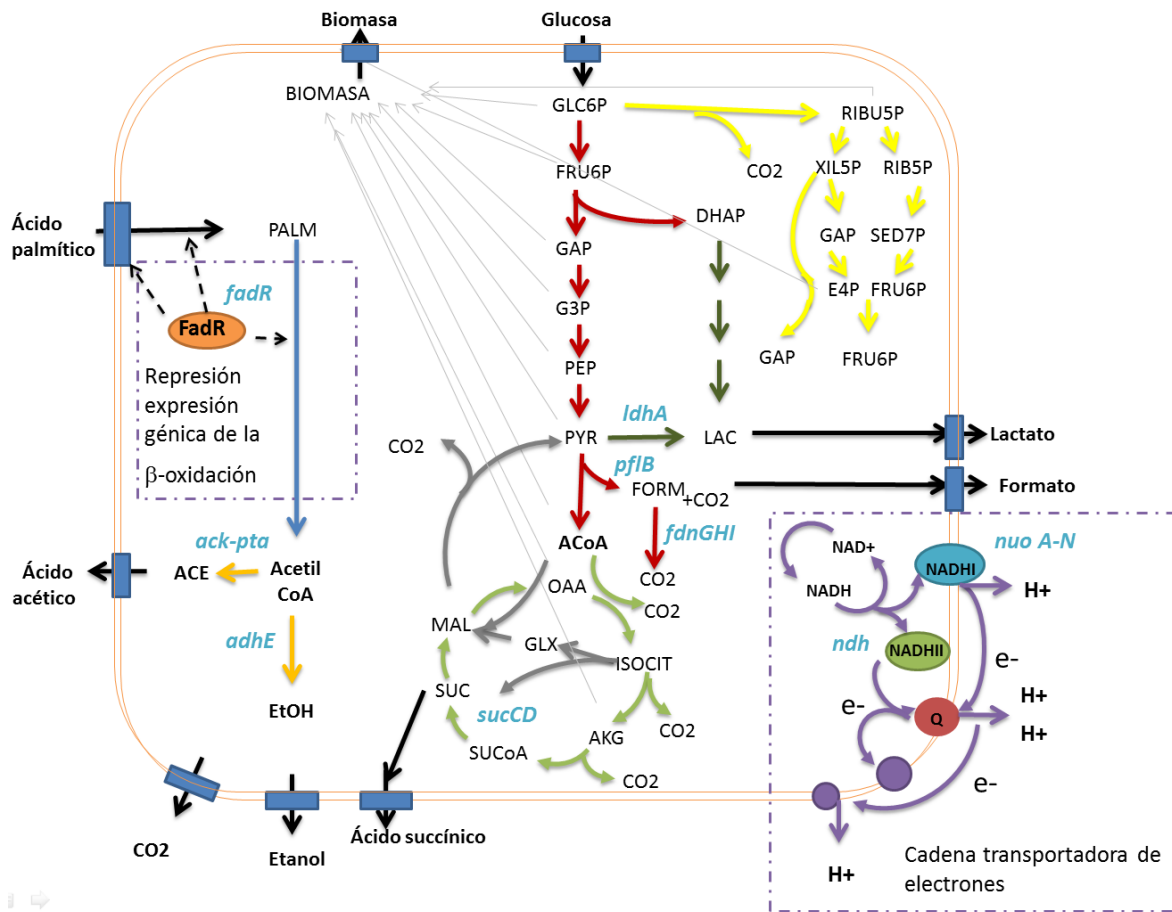 Biomasa
Glucosa
BIOMASA
GLC6P
RIBU5P
FRU6P
CO2
XIL5P
RIB5P
Ácido
palmítico
PALM
DHAP
GAP
GAP
SED7P
fadR
FadR
G3P
E4P
FRU6P
Represión
expresión
génica de la
β-oxidación
PEP
GAP
FRU6P
ldhA
CO2
PYR
LAC
Lactato
pflB
FORM
+CO2
Formato
ack-pta
ACoA
fdnGHI
nuo A-N
Ácido
acético
ACE
Acetil
CoA
CO2
NAD+
NADHI
NADH
H+
OAA
CO2
MAL
GLX
adhE
ISOCIT
ndh
NADHII
e-
SUC
sucCD
H+
EtOH
e-
Q
H+
AKG
CO2
SUCoA
CO2
e-
CO2
Etanol
Ácido succínico
H+
Cadena transportadora de
electrones